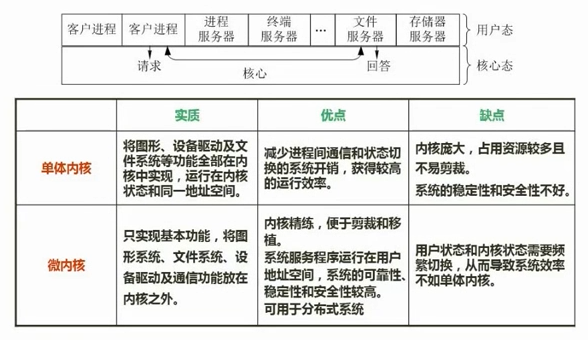 客户进程 客户进程 进程服务器 终端服务器 … 文件服务器 存储器服务器 用户态
请求 核心 回答 核心态
实质 优点 缺点
单体内核
将图形、设备驱动及文
件系统等功能全部在内
核中实现，运行在内核
状态和同一地址空间。
减少进程间通信和状态切
换的系统开销，获得较高
的运行效率。
内核庞大，占用资源较多且
不易剪裁。
系统的稳定性和安全性不好。
微内核
只实现基本功能，将图
形系统、文件系统、设
备驱动及通信功能放在
内核之外。
内核精练，便于剪裁和移
植。
系统服务程序运行在用户
地址空间，系统的可靠性、
稳定性和安全性较高。
可用于分布式系统
用户状态和内核状态需要频
繁切换，从而导致系统效率
不如单体内核。